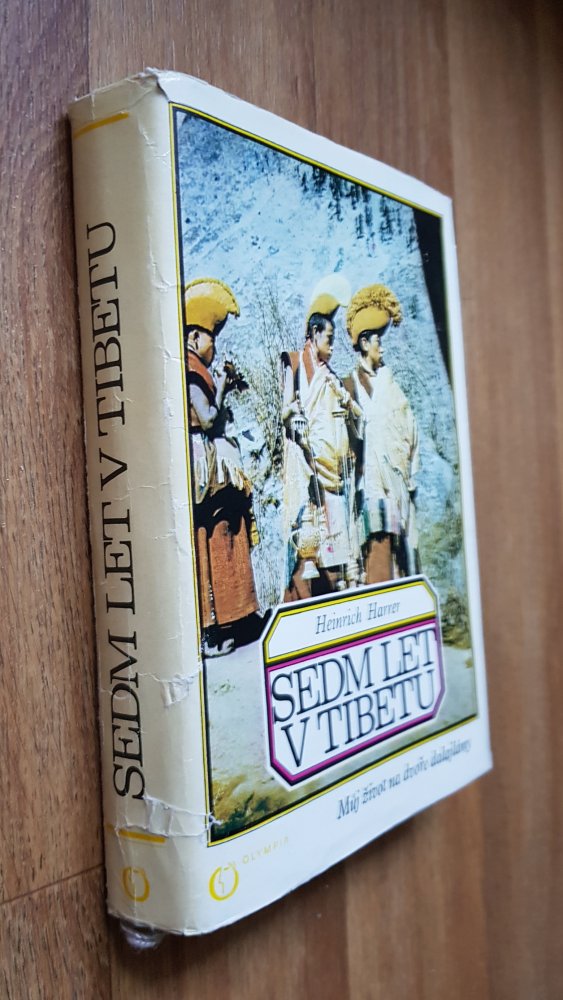 SEDM LET V TIBETU
Heinrich Harrer
SEDM LET
V TIBETU
Můj život na dvoře dalajlámy
OLYMPIA